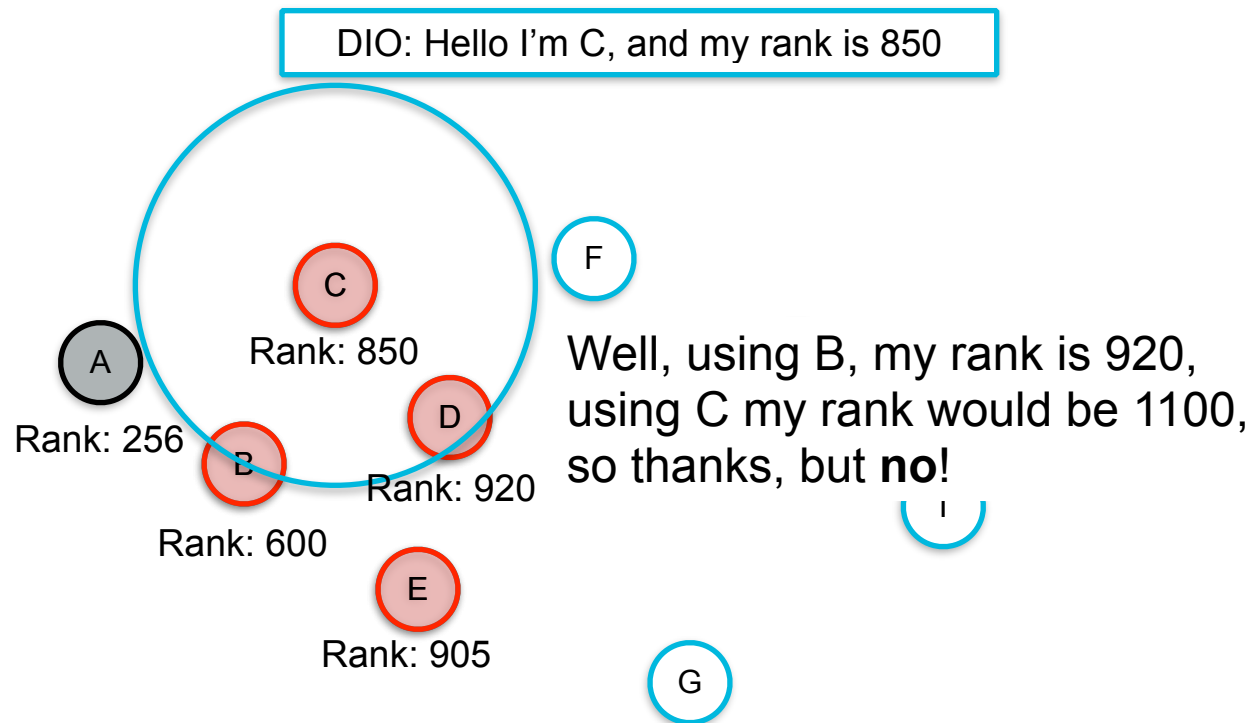 DIO: Hello I'm C, and my rank is 850
F
C
Rank: 850
A
Well, using B, my rank is 920,
using C my rank would be 1100,
so thanks, but no!
D
Rank: 256
B
Rank: 920
Rank: 600
E
Rank: 905
G